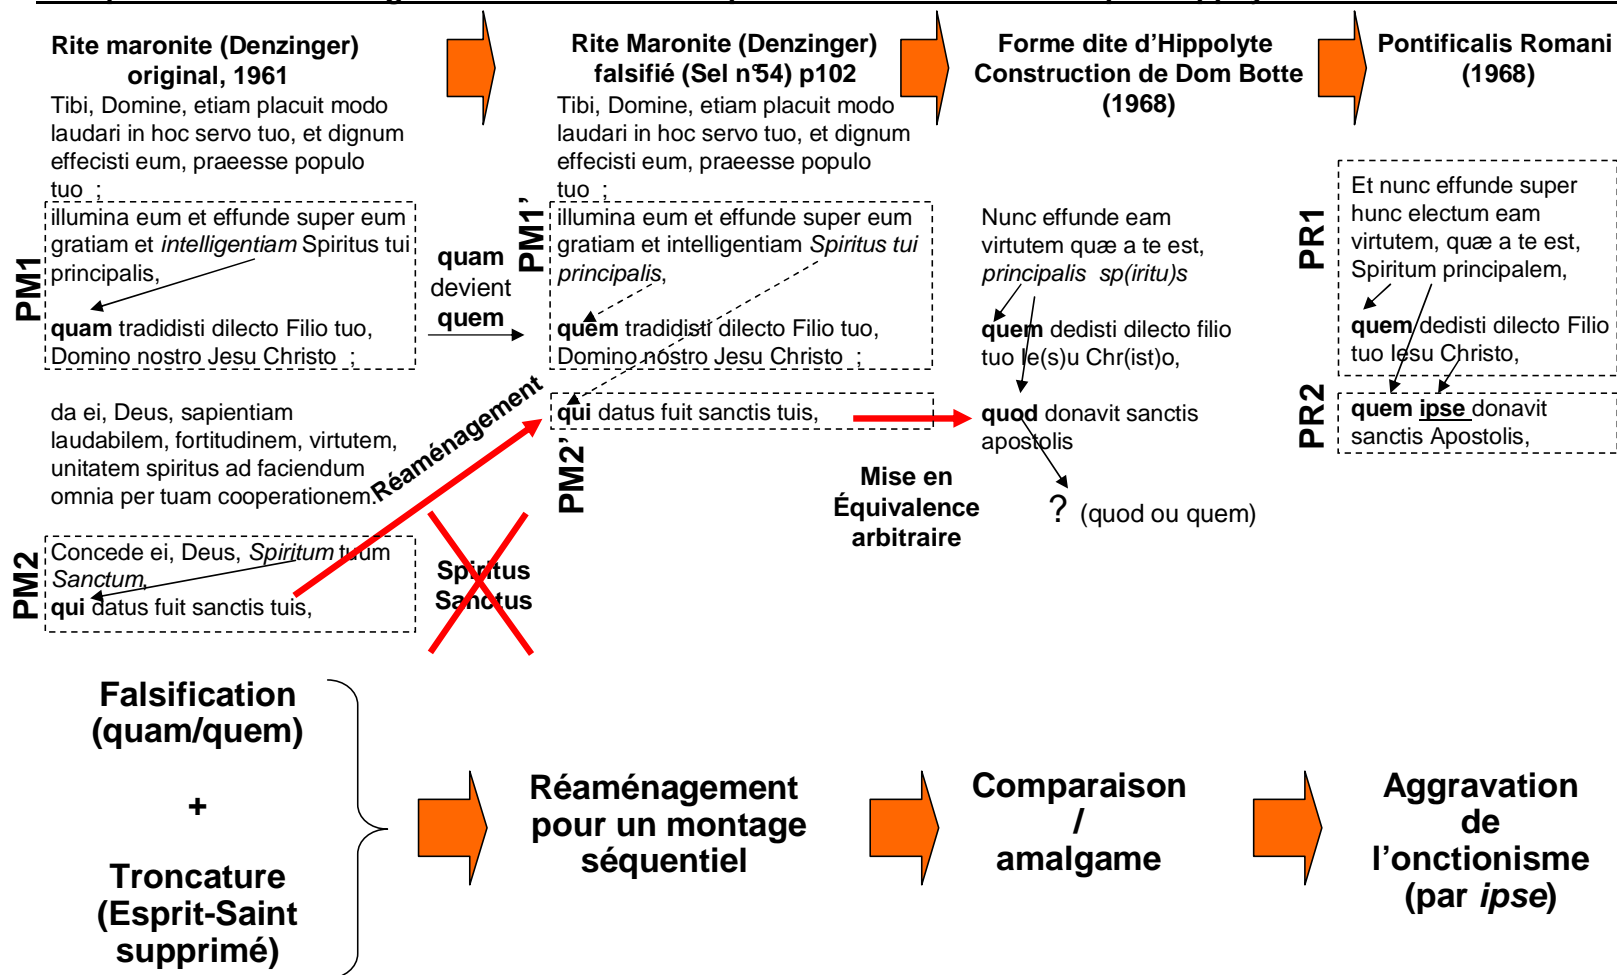 Rite maronite (Denzinger)
original, 1961
Tibi, Domine, etiam placuit modo
laudari in hoc servo tuo, et dignum
effecisti eum, praeesse populo
tuo ;
PM1
illumina eum et effunde super eum
gratiam et intelligentiam Spiritus tui
principalis,
quam tradidisti dilecto Filio tuo,
Domino nostro Jesu Christo ;
da ei, Deus, sapientiam
laudabilem, fortitudinem, virtutem,
unitatem spiritus ad faciendum
omnia per tuam cooperationem.
PM2
Concede ei, Deus, Spiritum tuum
Sanctum,
qui datus fuit sanctis tuis,
quam
devient
quem
Réaménagement
Spiritus
Sanctus
Rite Maronite (Denzinger)
falsifié (Sel n°54) p102
Tibi, Domine, etiam placuit modo
laudari in hoc servo tuo, et dignum
effecisti eum, praeesse populo
tuo ;
PM1’
illumina eum et effunde super eum
gratiam et intelligentiam Spiritus tui
principalis,
quem tradidisti dilecto Filio tuo,
Domino nostro Jesu Christo ;
PM2’
qui datus fuit sanctis tuis,
Mise en
Équivalence
arbitraire
Forme dite d’Hippolyte
Construction de Dom Botte
(1968)
Nunc effunde eam
virtutem quæ a te est,
principalis sp(iritu)s
quem dedisti dilecto filio
tuo Ie(s)u Chr(ist)o,
quod donavit sanctis
apostolis
? (quod ou quem)
Pontificalis Romani
(1968)
PR1
Et nunc effunde super
hunc electum eam
virtutem, quæ a te est,
Spiritum principalem,
quem dedisti dilecto Filio
tuo Iesu Christo,
PR2
quem ipse donavit
sanctis Apostolis,
Falsification
(quam/quem)
+
Troncature
(Esprit-Saint
supprimé)
Réaménagement
pour un montage
séquentiel
Comparaison
/
amalgame
Aggravation
de
l’onctionisme
(par ipse)